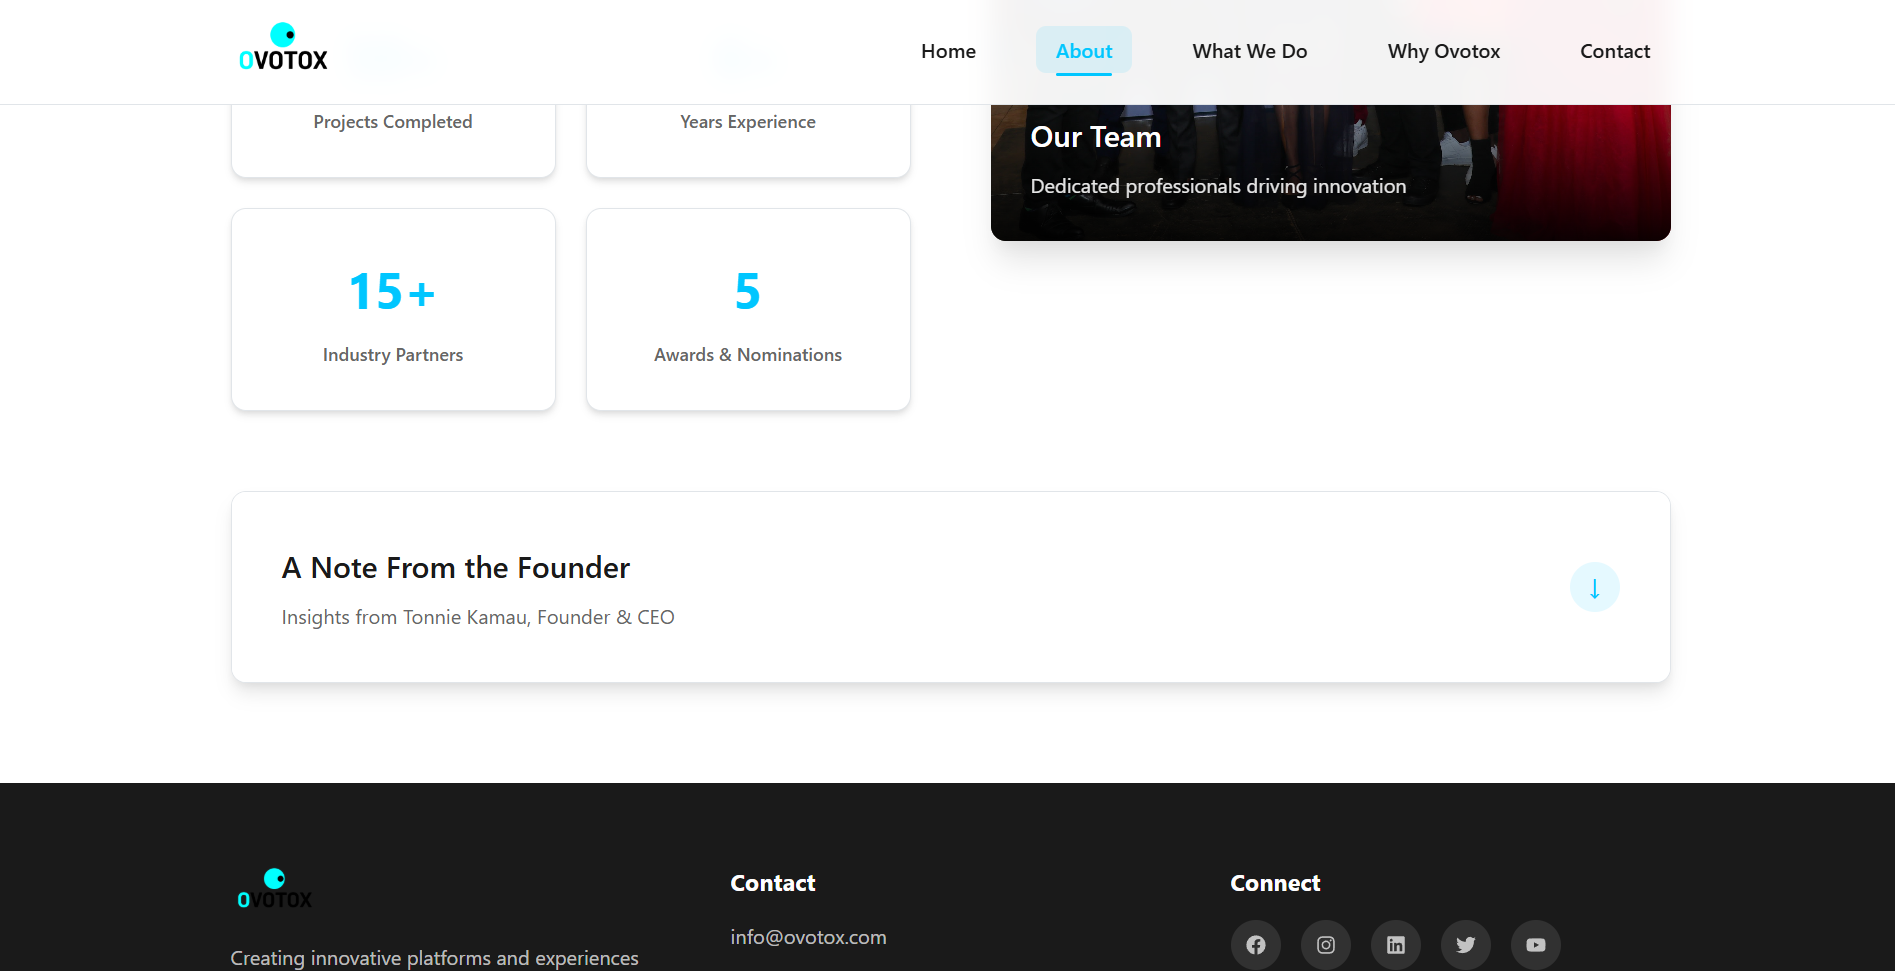 OVOTOX
Home
About
What We Do
Why Ovotox
Contact
Projects Completed
Years Experience
Our Team
Dedicated professionals driving innovation
15+
Industry Partners
5
Awards & Nominations
A Note From the Founder
Insights from Tonnie Kamau, Founder & CEO
↓
OVOTOX
Creating innovative platforms and experiences
Contact
info@ovotox.com
Connect